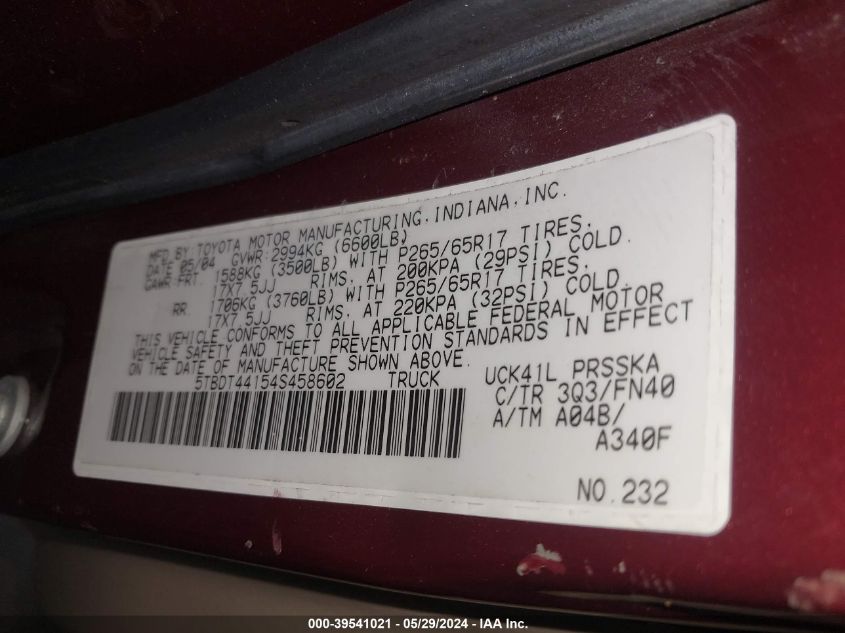 MFD. BY: TOYOTA MOTOR MANUFACTURING, INDIANA, INC.
DATE 05/04 GVWR: 2994KG (6600LB)
GAWR: FRT. 1588KG (3500LB) WITH P265/65R17 TIRES,
17X7.5JJ RIMS, AT 200KPA (29PSI) COLD.
RR. 1706KG (3760LB) WITH P265/65R17 TIRES,
17X7.5JJ RIMS, AT 220KPA (32PSI) COLD.
THIS VEHICLE CONFORMS TO ALL APPLICABLE FEDERAL MOTOR
VEHICLE SAFETY AND THEFT PREVENTION STANDARDS IN EFFECT
ON THE DATE OF MANUFACTURE SHOWN ABOVE.
5TBDT44154S458602 TRUCK
UCK41L PRSSKA
C/TR 3Q3/FN40
A/TM A04B/
A340F
NO.232
000-39541021 - 05/29/2024 - IAA Inc.